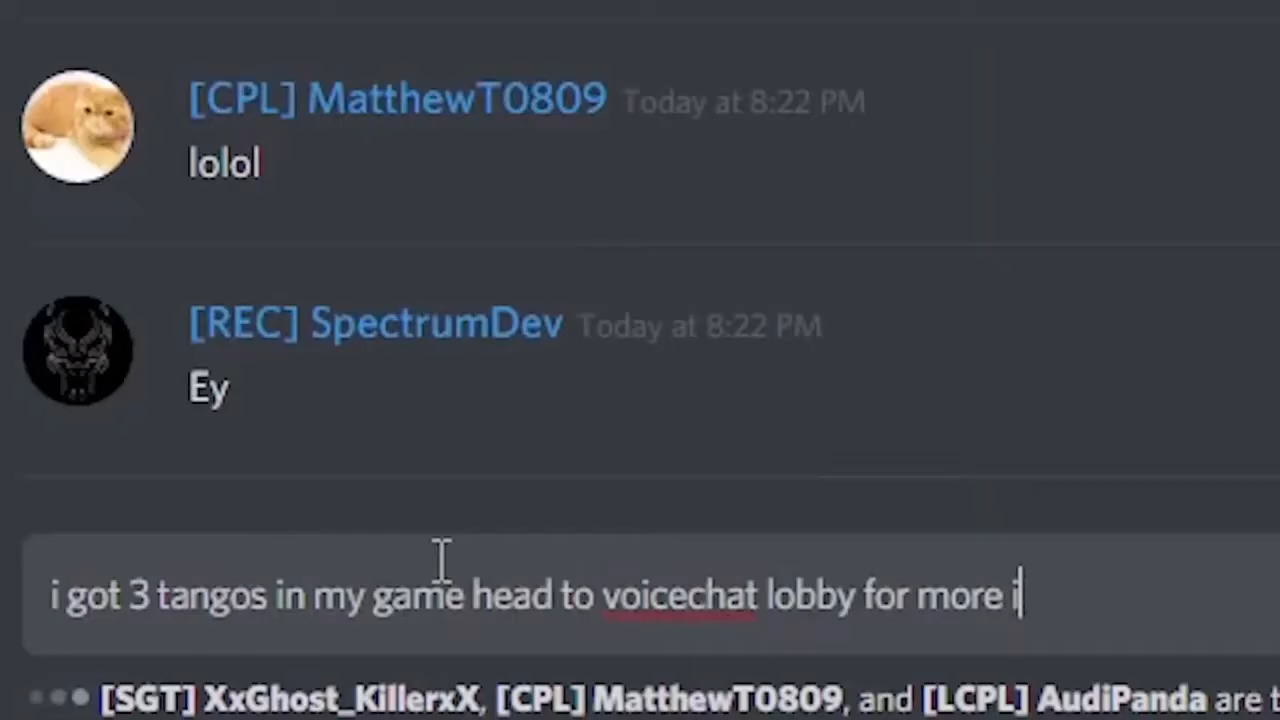 [CPL] MatthewT0809 Today at 8:22 PM
lolol
[REC] SpectrumDev Today at 8:22 PM
Ey
i got 3 tangos in my game head to voicechat lobby for more i
[SGT] XxGhost_KillerxX, [CPL] MatthewT0809, and [LCPL] AudiPanda are t